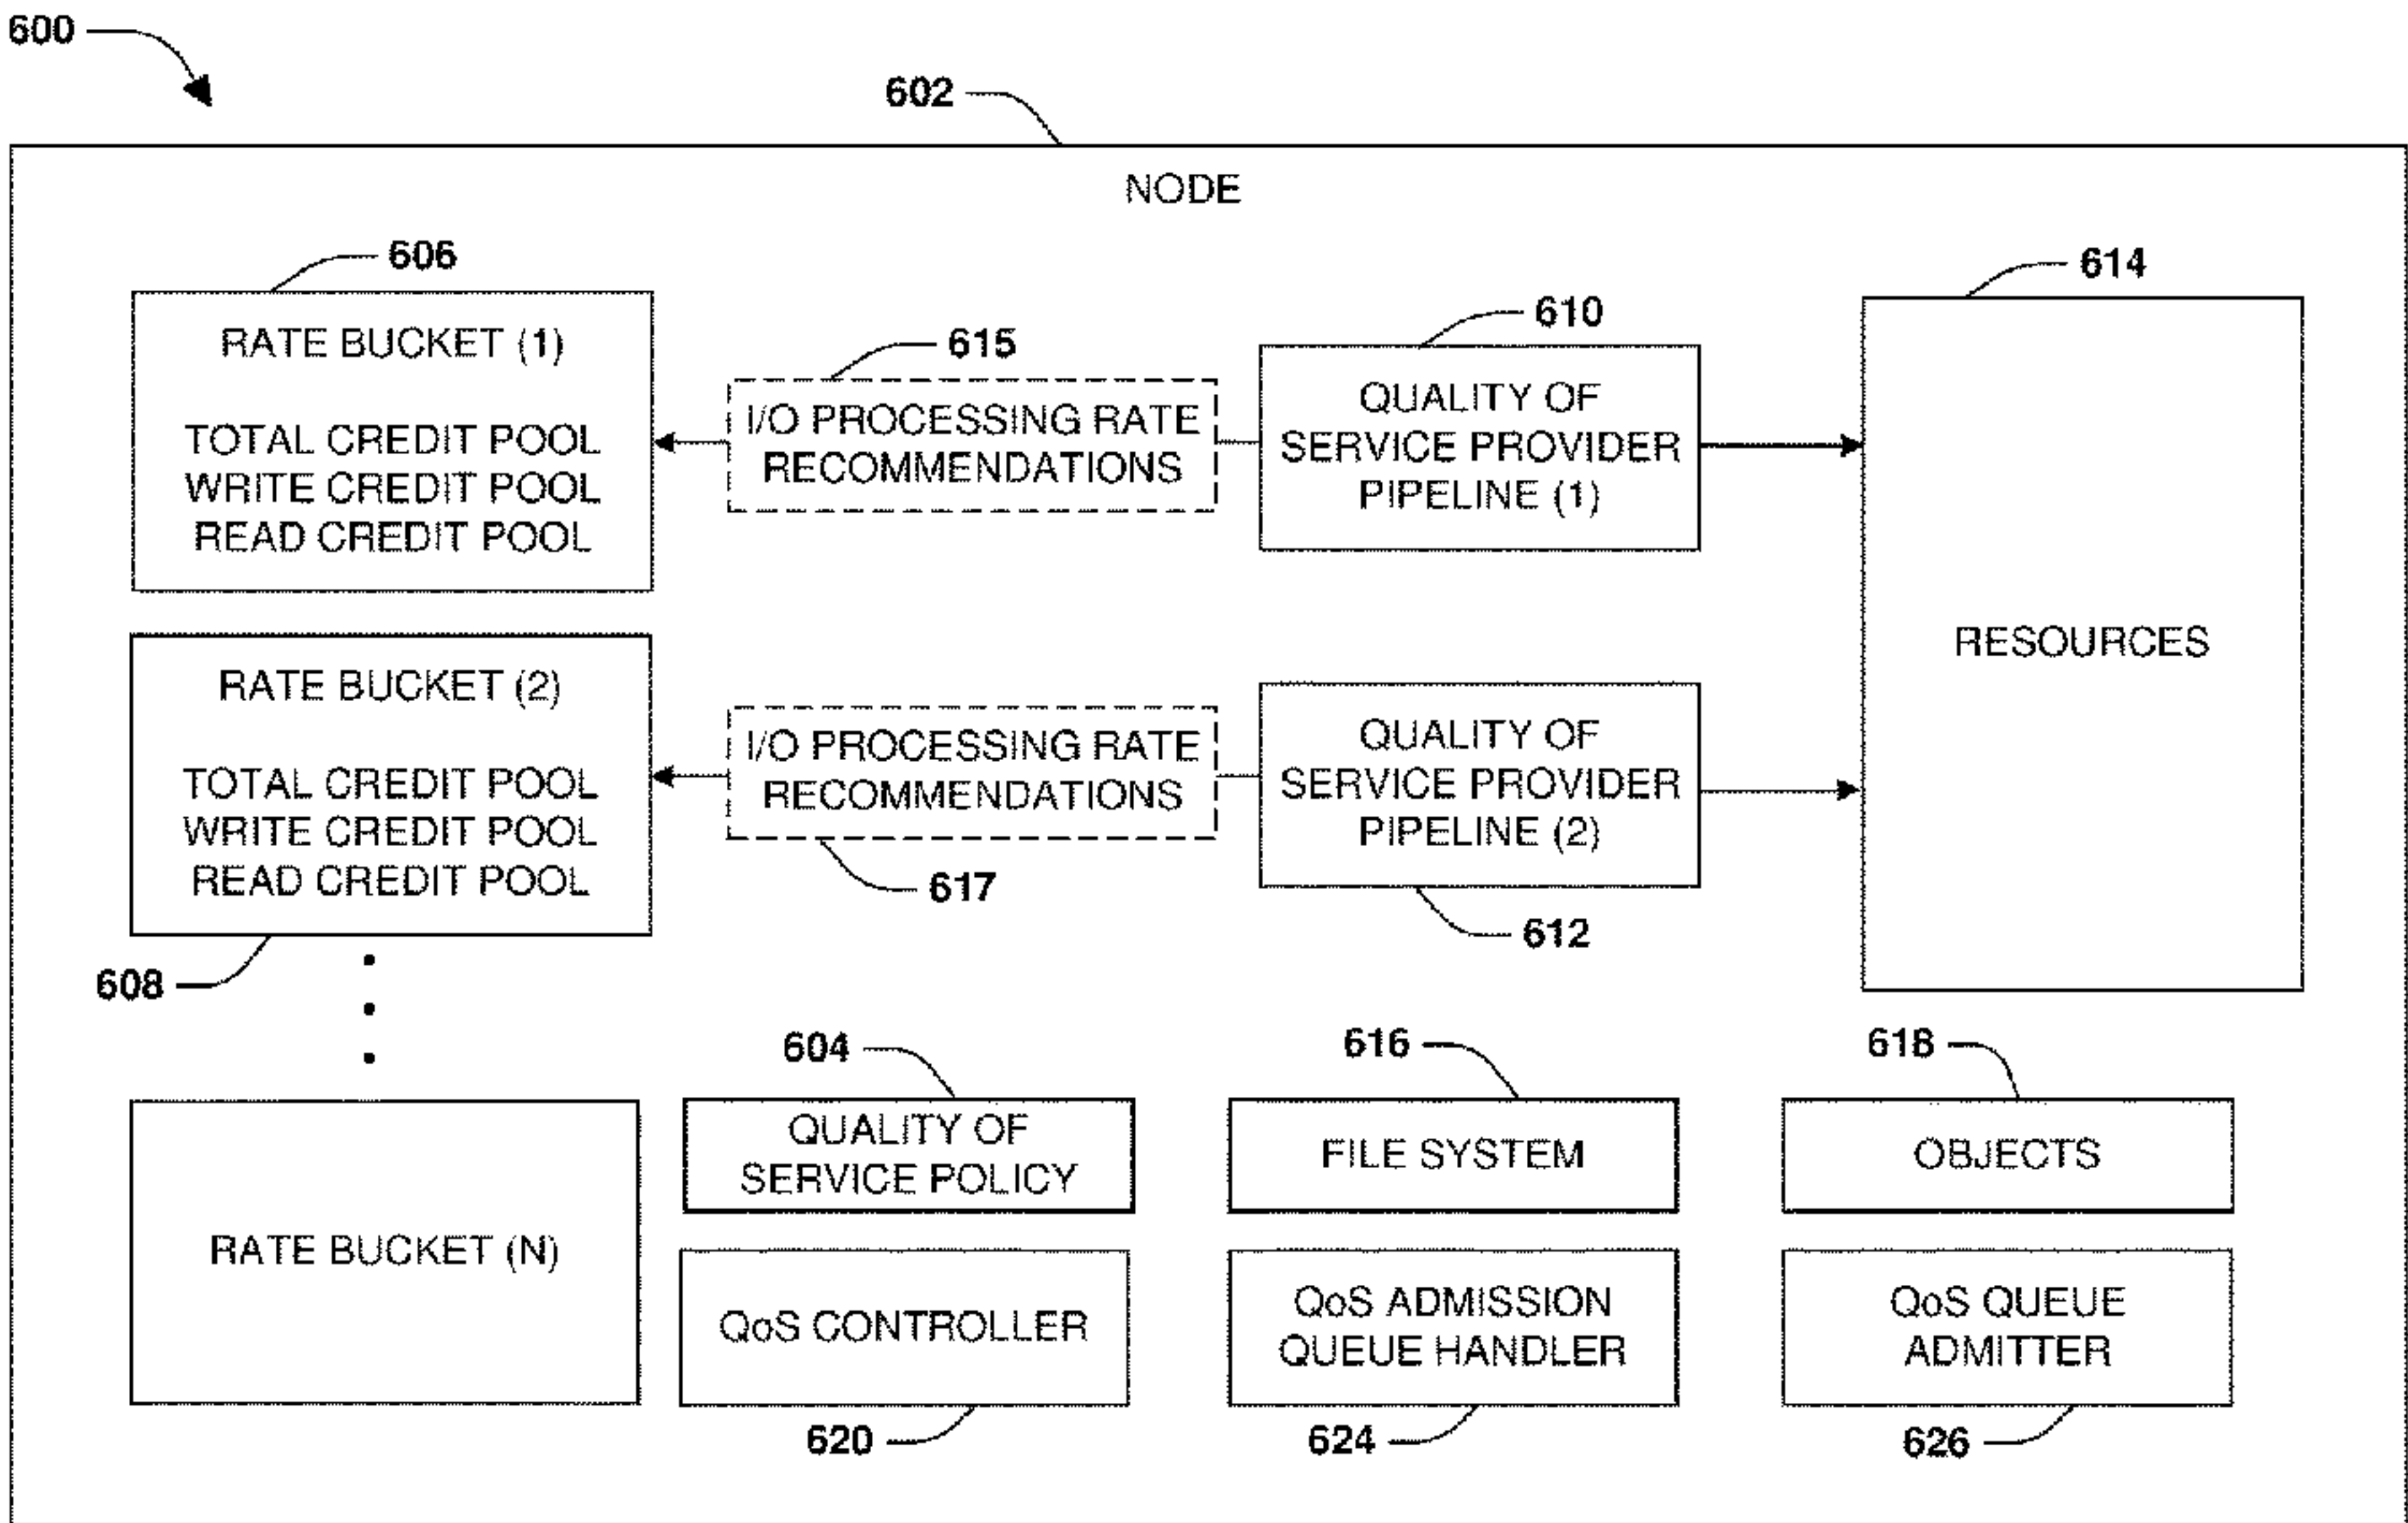 600
602
NODE
606
RATE BUCKET (1)
TOTAL CREDIT POOL
WRITE CREDIT POOL
READ CREDIT POOL
615
I/O PROCESSING RATE
RECOMMENDATIONS
610
QUALITY OF
SERVICE PROVIDER
PIPELINE (1)
614
RESOURCES
RATE BUCKET (2)
TOTAL CREDIT POOL
WRITE CREDIT POOL
READ CREDIT POOL
608
I/O PROCESSING RATE
RECOMMENDATIONS
617
QUALITY OF
SERVICE PROVIDER
PIPELINE (2)
612
RATE BUCKET (N)
604
QUALITY OF
SERVICE POLICY
616
FILE SYSTEM
618
OBJECTS
QoS CONTROLLER
620
QoS ADMISSION
QUEUE HANDLER
624
QoS QUEUE
ADMITTER
626